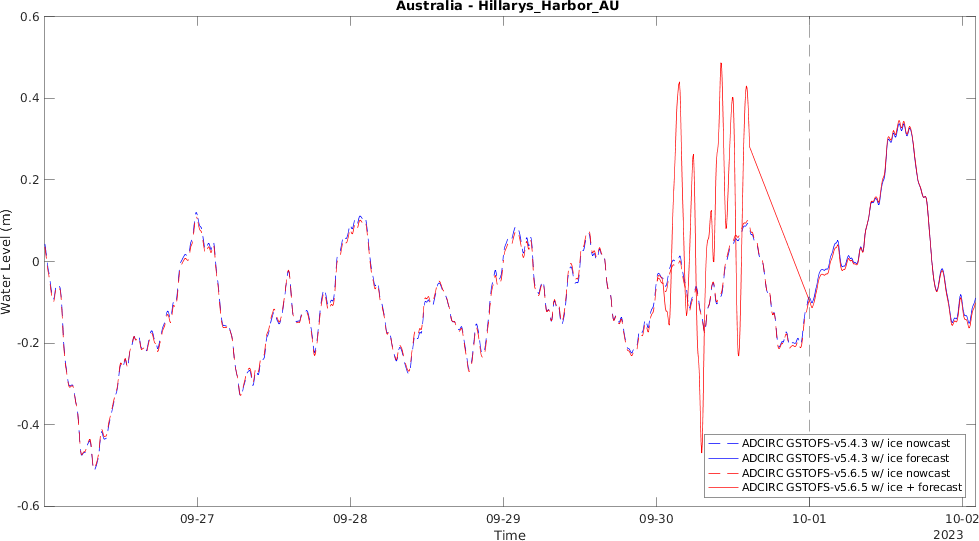 Australia - Hillarys_Harbor_AU
Water Level (m)
0.6
0.4
0.2
0
-0.2
-0.4
-0.6
ADCIRC GSTOFS-v5.4.3 w/ ice nowcast
ADCIRC GSTOFS-v5.4.3 w/ ice forecast
ADCIRC GSTOFS-v5.6.5 w/ ice nowcast
ADCIRC GSTOFS-v5.6.5 w/ ice + forecast
09-27 09-28 09-29 09-30 10-01 10-02
Time
2023